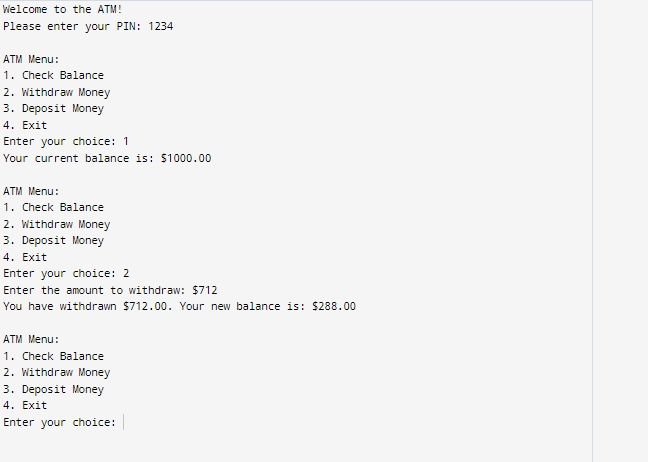 Welcome to the ATM!
Please enter your PIN: 1234
ATM Menu:
1. Check Balance
2. Withdraw Money
3. Deposit Money
4. Exit
Enter your choice: 1
Your current balance is: $1000.00
ATM Menu:
1. Check Balance
2. Withdraw Money
3. Deposit Money
4. Exit
Enter your choice: 2
Enter the amount to withdraw: $712
You have withdrawn $712.00. Your new balance is: $288.00
ATM Menu:
1. Check Balance
2. Withdraw Money
3. Deposit Money
4. Exit
Enter your choice: